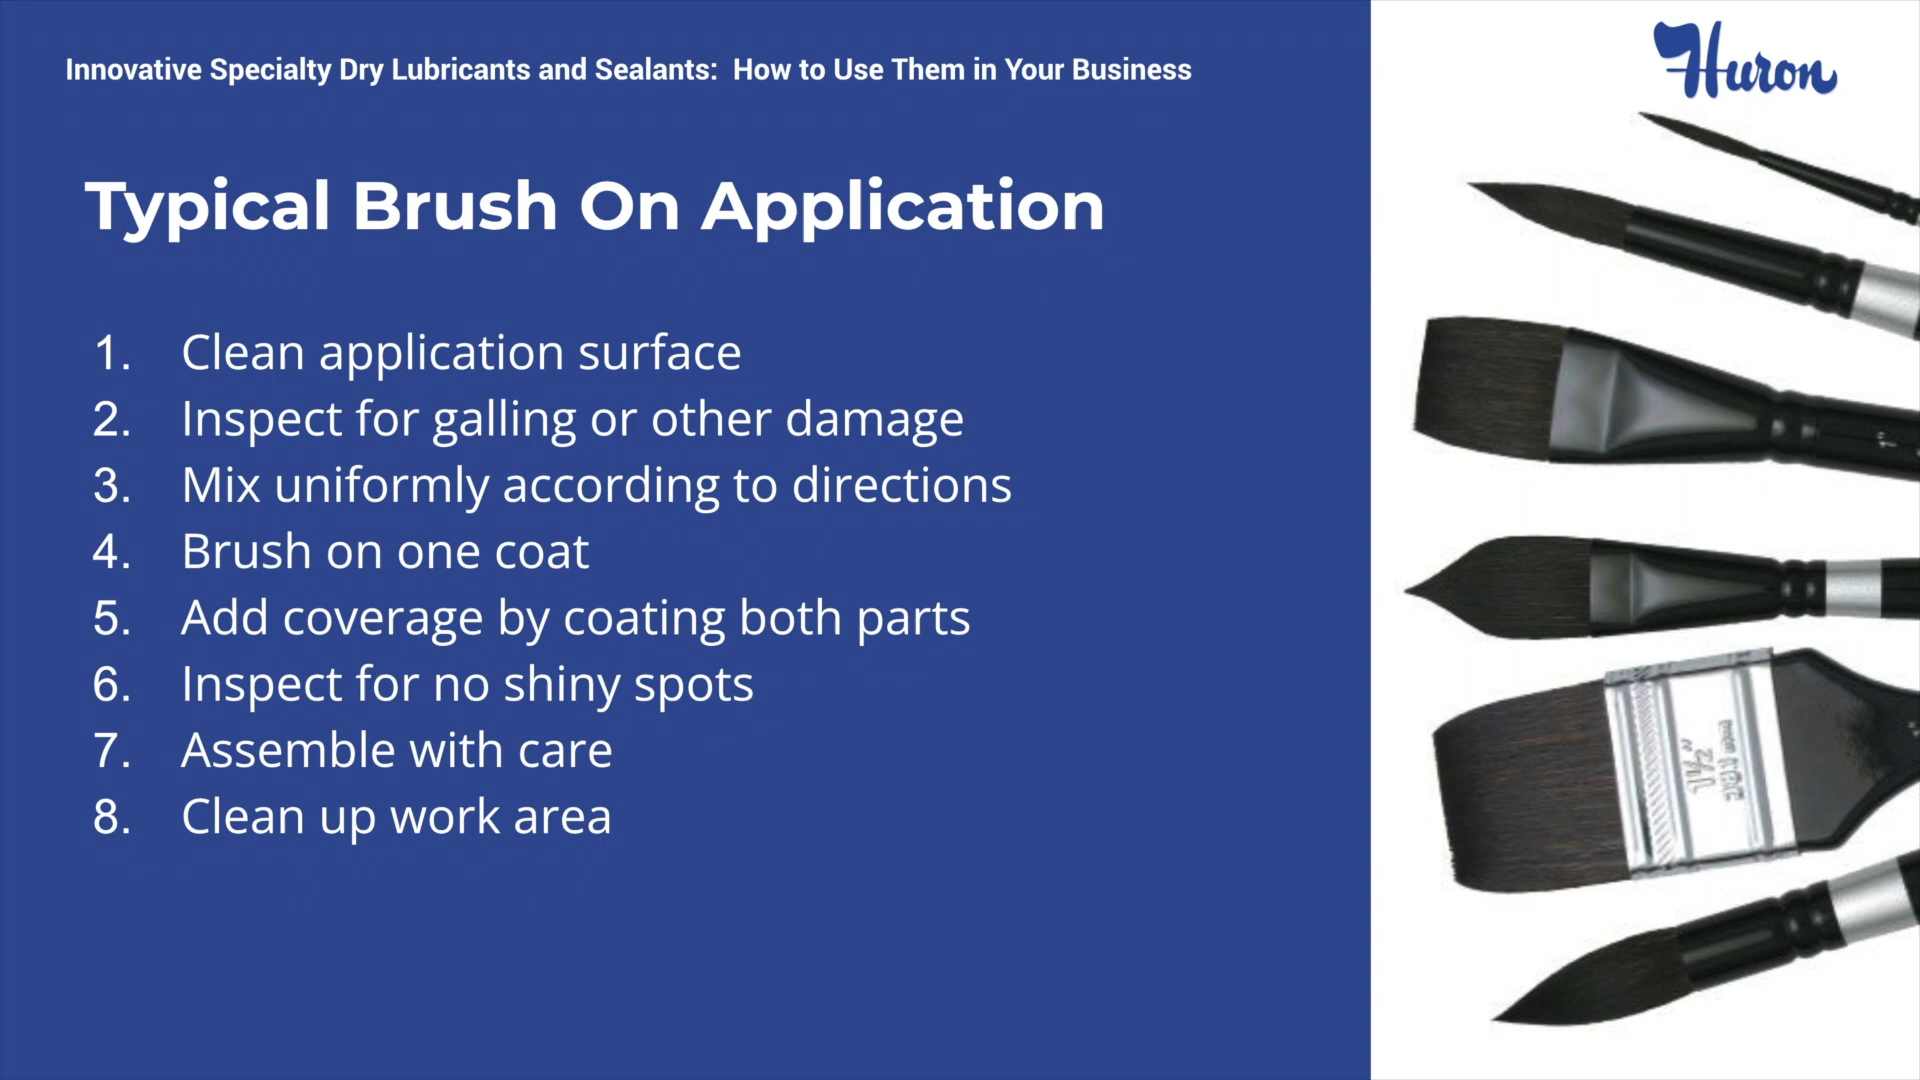 Innovative Specialty Dry Lubricants and Sealants: How to Use Them in Your Business
Huron
Typical Brush On Application
1. Clean application surface
2. Inspect for galling or other damage
3. Mix uniformly according to directions
4. Brush on one coat
5. Add coverage by coating both parts
6. Inspect for no shiny spots
7. Assemble with care
8. Clean up work area
1"